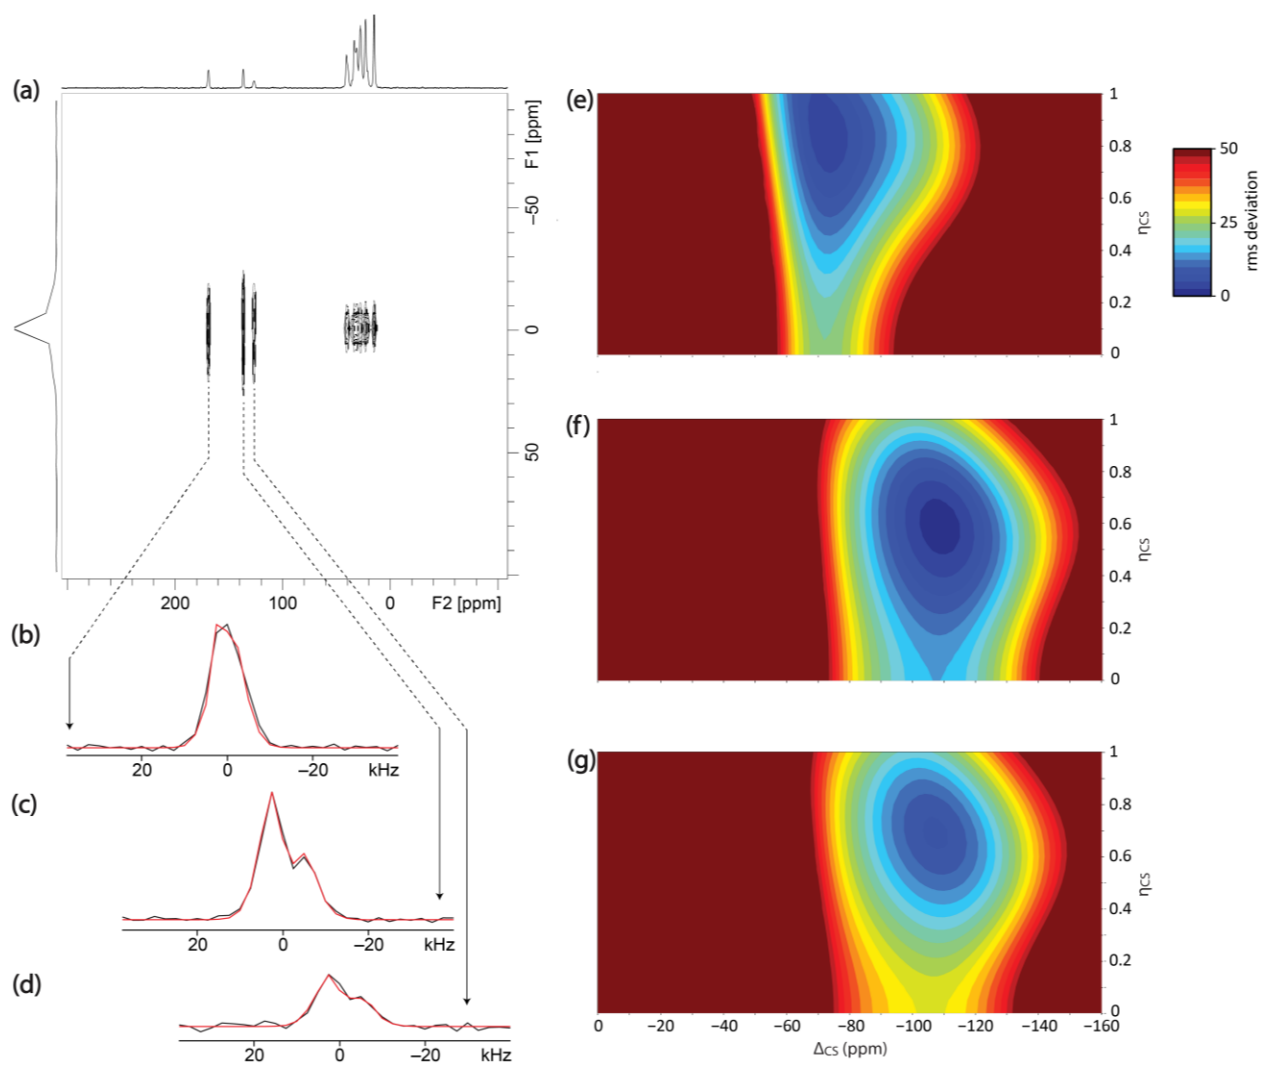 (a)
F1 [ppm]
−50
0
50
200 100 0 F2 [ppm]
(b)
20 0 −20 kHz
(c)
20 0 −20 kHz
(d)
20 0 −20 kHz
(e)
1
0.8
0.6
0.4
0.2
0
ηCS
50
25
0
rms deviation
(f)
1
0.8
0.6
0.4
0.2
0
ηCS
(g)
1
0.8
0.6
0.4
0.2
0
ηCS
0 −20 −40 −60 −80 −100 −120 −140 −160
ΔCS (ppm)